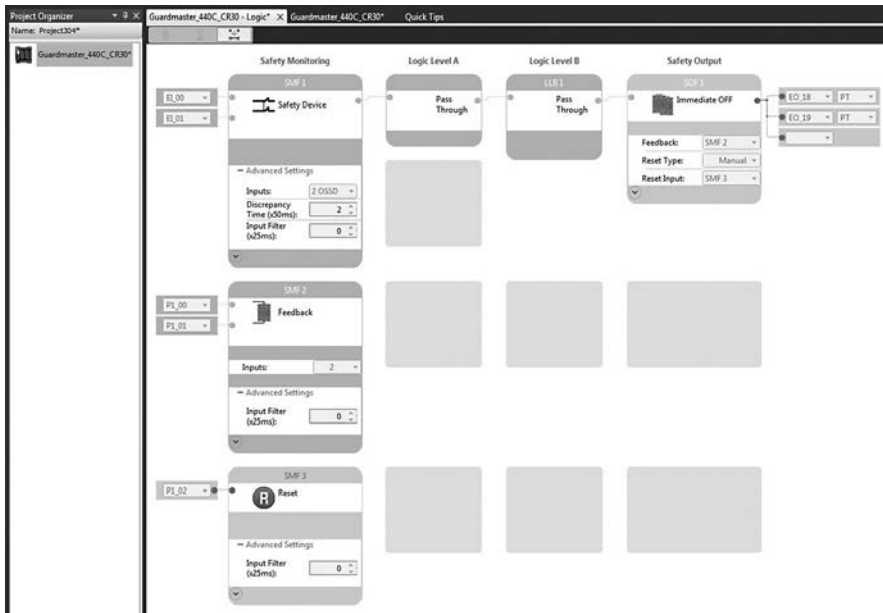 Project Organizer
Name: Project304*
Guardmaster_440C_CR30*
Guardmaster_440C_CR30 - Logic* X Guardmaster_440C_CR30* Quick Tips
Safety Monitoring Logic Level A Logic Level B Safety Output
SMF 1
EI_00
EI_01
Safety Device
Advanced Settings
Inputs: 2 OSSD
Discrepancy
Time (x50ms): 2
Input Filter
(x25ms): 0
Pass
Through
LLB 1
Pass
Through
SOF 1
Immediate OFF
Feedback: SMF 2
Reset Type: Manual
Reset Input: SMF 3
EO_18 PT
EO_19 PT
SMF 2
P1_00
P1_01
Feedback
Inputs: 2
Advanced Settings
Input Filter
(x25ms): 0
SMF 3
P1_02
R Reset
Advanced Settings
Input Filter
(x25ms): 0